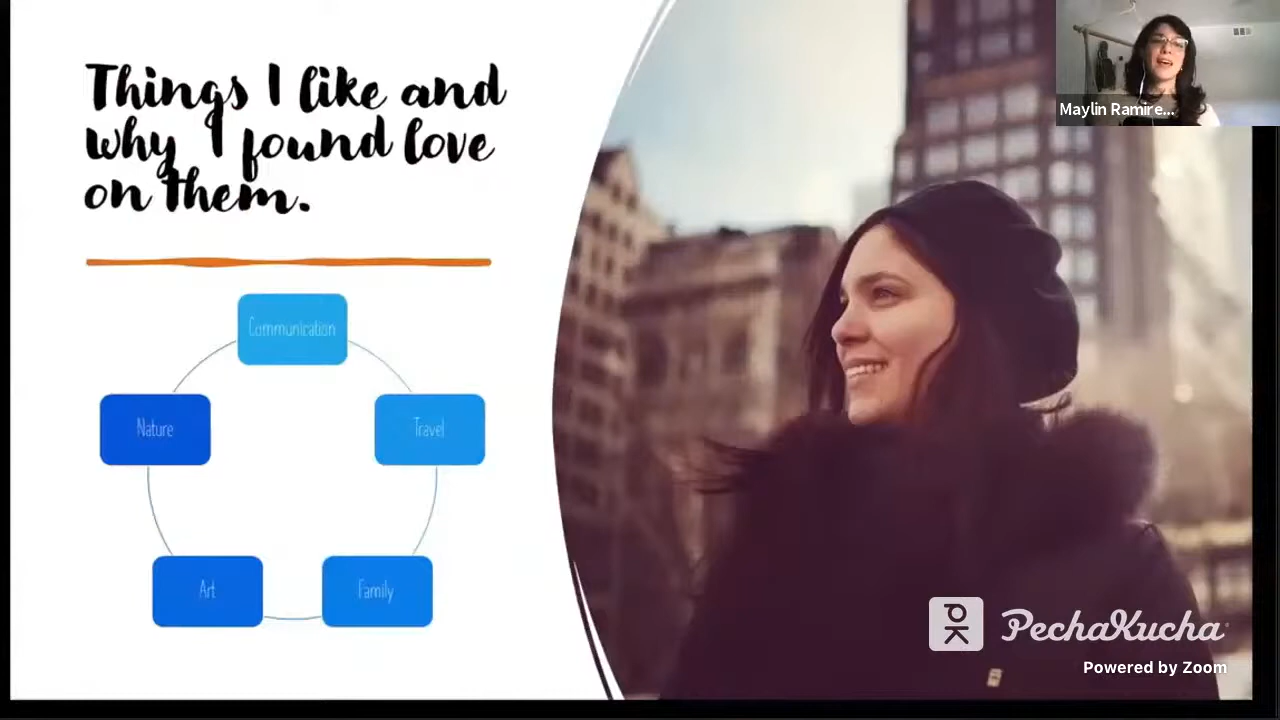 Things I like and
why I found love
on them.
Communication
Nature
Travel
Art
Family
Maylin Ramire...
pk
PechaKucha
Powered by Zoom